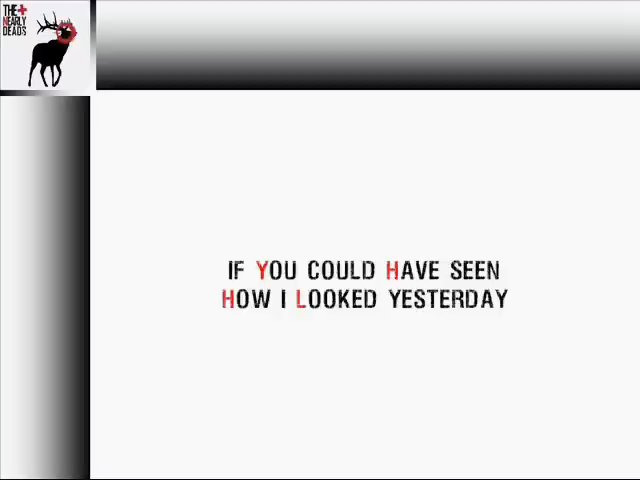 THE
NEARLY
DEADS
IF YOU COULD HAVE SEEN
HOW I LOOKED YESTERDAY